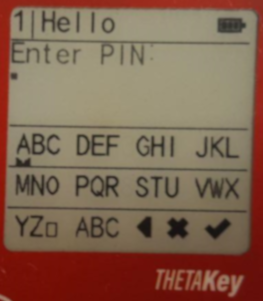 1|Hello
Enter PIN:
ABC DEF GHI JKL
MNO PQR STU VWX
YZ□ ABC ◀ ✖ ✔
THETAKey